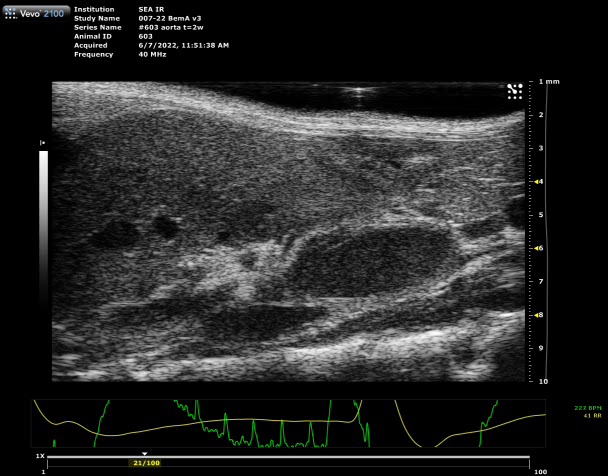 Vevo 2100
Institution SEA IR
Study Name 007-22 BemA v3
Series Name #603 aorta t=2w
Animal ID 603
Acquired 6/7/2022, 11:51:38 AM
Frequency 40 MHz
1 mm
2
3
4
5
6
7
8
9
10
222 BPM
41 RR
1X
21/100
1
100